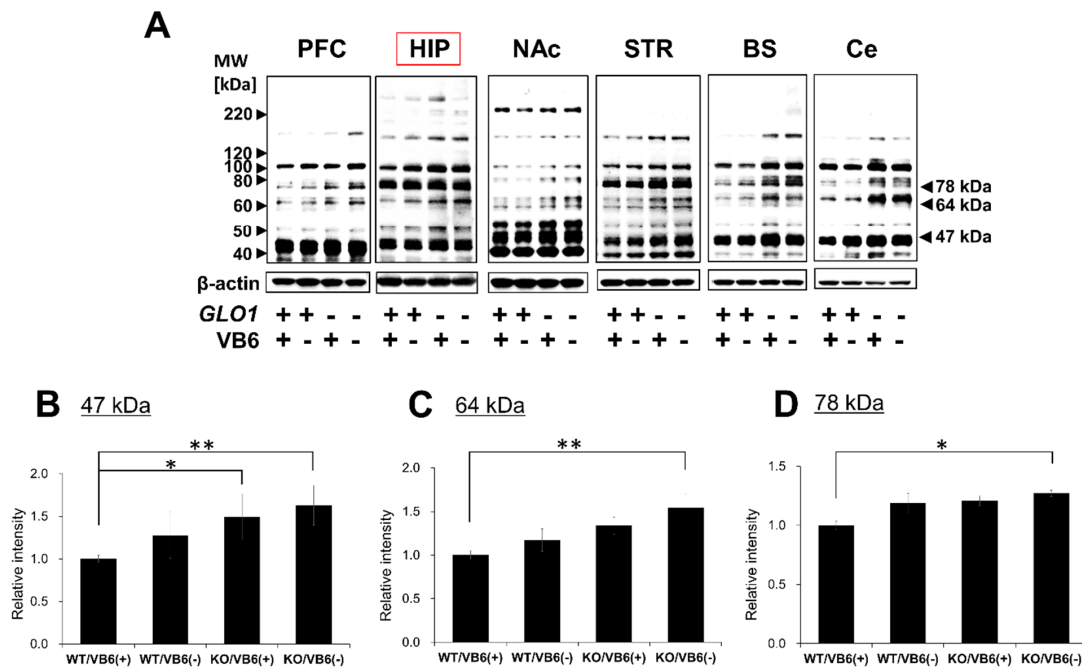 A
PFC HIP NAc STR BS Ce
MW
[kDa]
220
120
100
80
60
50
40
78 kDa
64 kDa
47 kDa
β-actin
GLO1 + + - - + + - - + + - - + + - - + + - - + + - -
VB6 + - + - + - + - + - + - + - + - + - + - + - + -
B 47 kDa
**
*
2.0
1.5
1.0
0.5
0.0
Relative intensity
WT/VB6(+) WT/VB6(-) KO/VB6(+) KO/VB6(-)
C 64 kDa
**
2.0
1.5
1.0
0.5
0.0
Relative intensity
WT/VB6(+) WT/VB6(-) KO/VB6(+) KO/VB6(-)
D 78 kDa
*
1.5
1.0
0.5
0.0
Relative intensity
WT/VB6(+) WT/VB6(-) KO/VB6(+) KO/VB6(-)